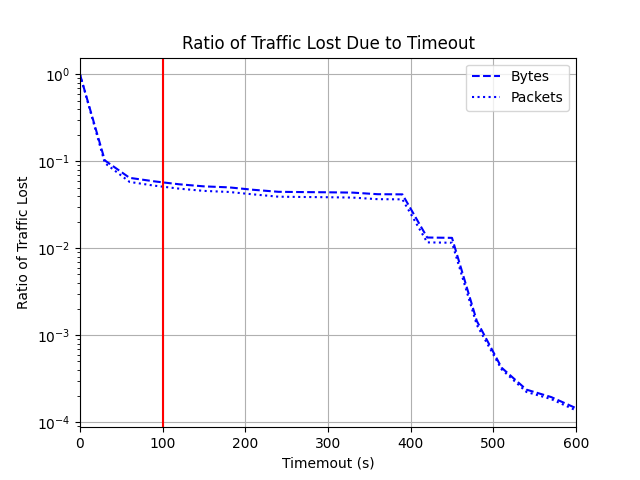 Ratio of Traffic Lost Due to Timeout
Bytes
Packets
Ratio of Traffic Lost
10⁰
10⁻¹
10⁻²
10⁻³
10⁻⁴
0 100 200 300 400 500 600
Timemout (s)